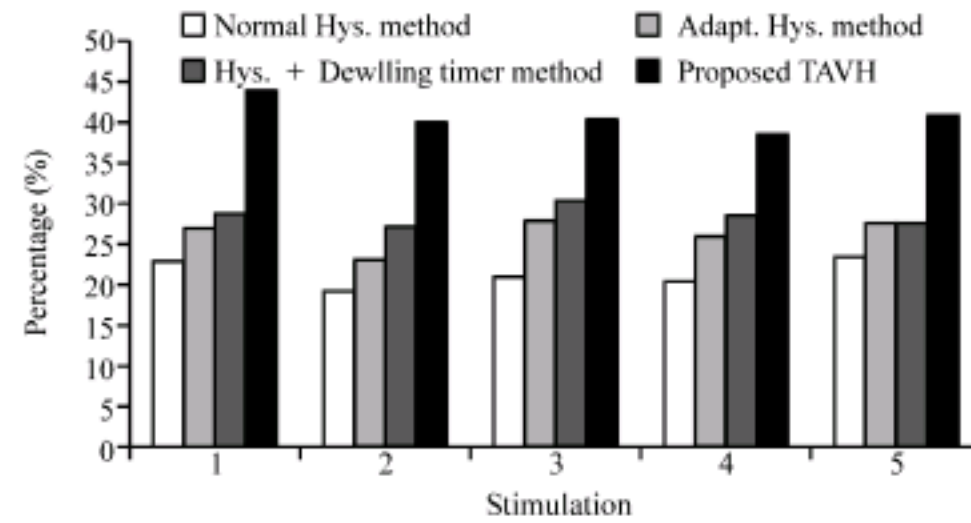 Normal Hys. method
Adapt. Hys. method
Hys. + Dewlling timer method
Proposed TAVH
Percentage (%)
50
45
40
35
30
25
20
15
10
5
0
1 2 3 4 5
Stimulation